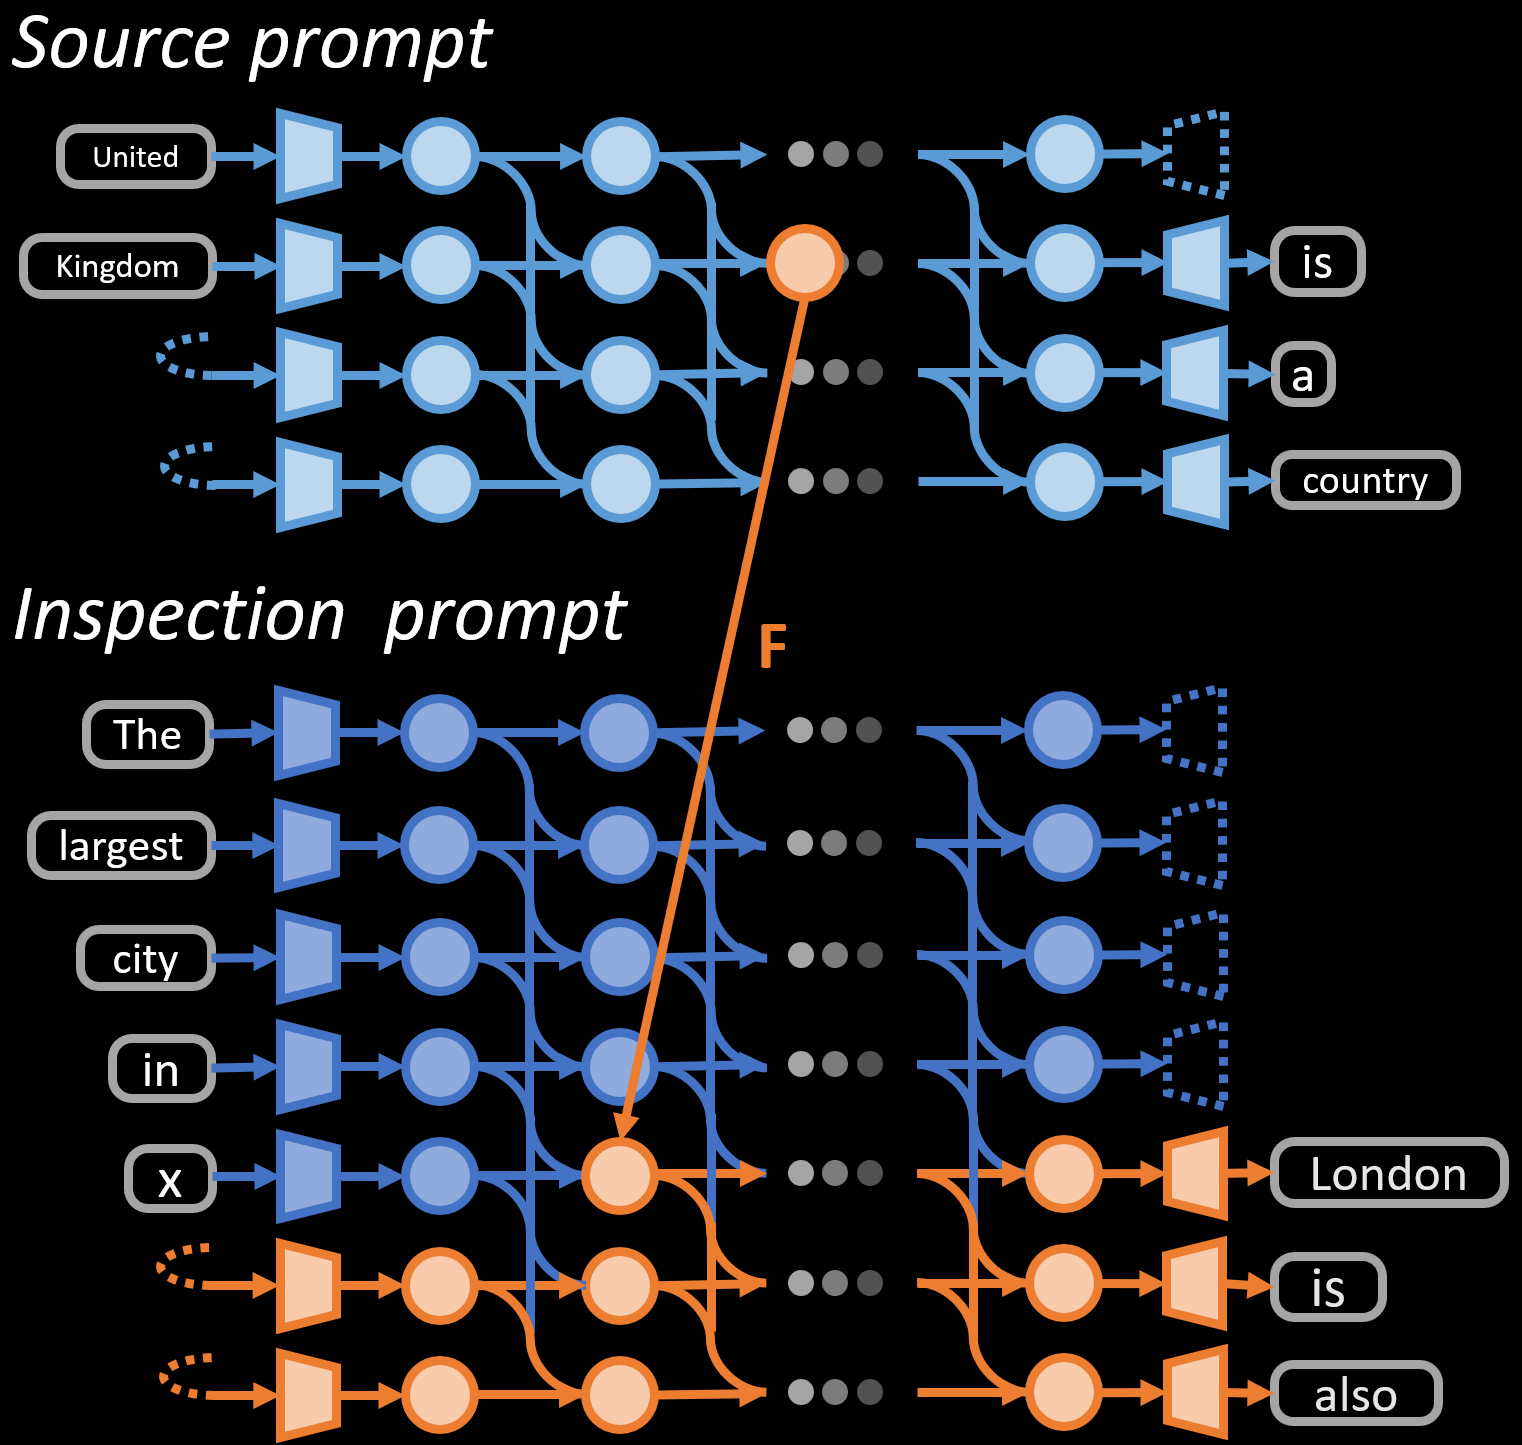 Source prompt
United
Kingdom
is
a
country
Inspection prompt
F
The
largest
city
in
x
London
is
also